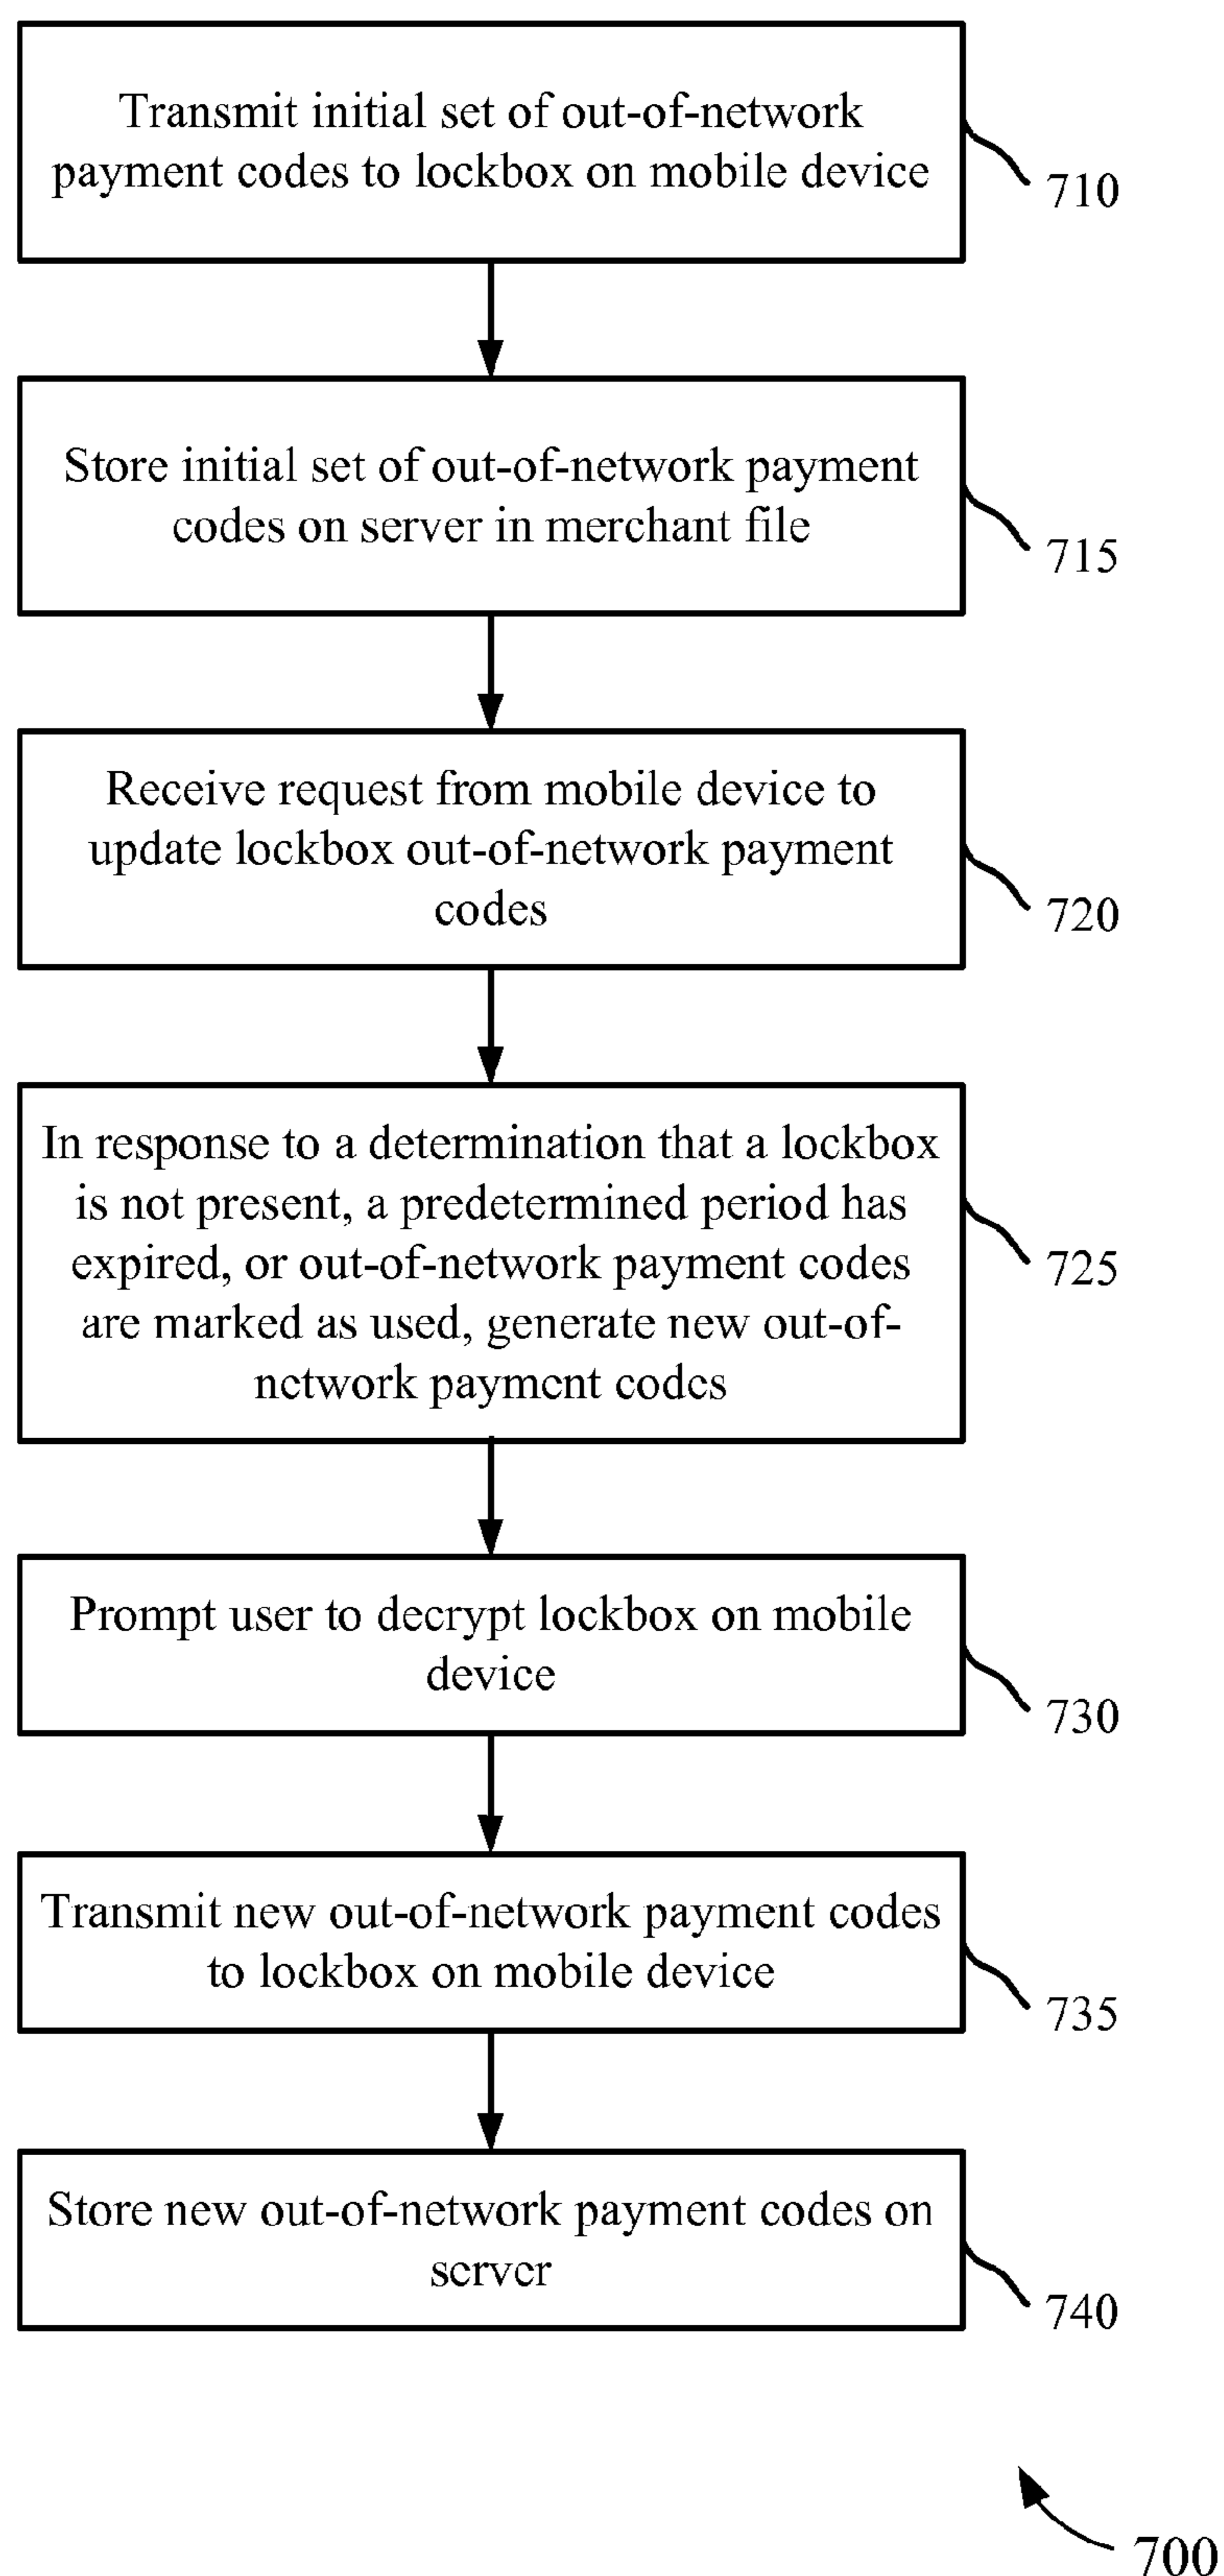 Transmit initial set of out-of-network
payment codes to lockbox on mobile device
710
Store initial set of out-of-network payment
codes on server in merchant file
715
Receive request from mobile device to
update lockbox out-of-network payment
codes
720
In response to a determination that a lockbox
is not present, a predetermined period has
expired, or out-of-network payment codes
are marked as used, generate new out-of-
network payment codes
725
Prompt user to decrypt lockbox on mobile
device
730
Transmit new out-of-network payment codes
to lockbox on mobile device
735
Store new out-of-network payment codes on
server
740
700